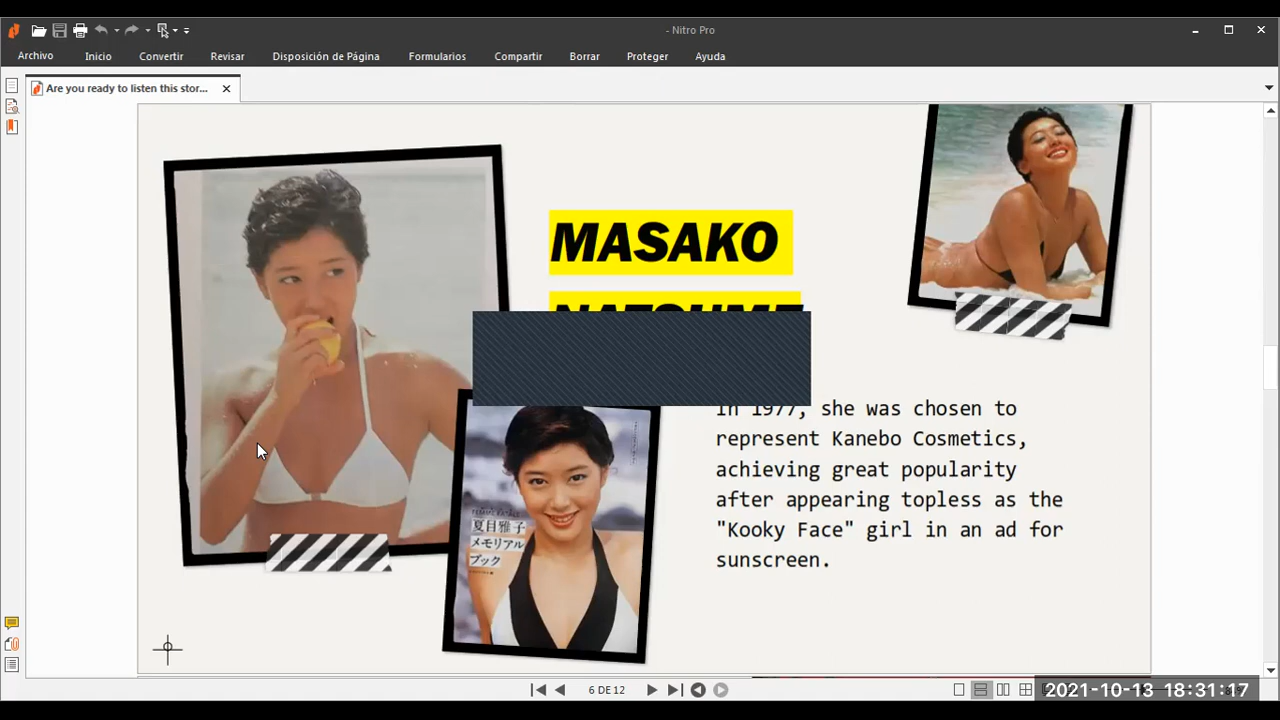 - Nitro Pro
Archivo Inicio Convertir Revisar Disposición de Página Formularios Compartir Borrar Proteger Ayuda
Are you ready to listen this stor...
MASAKO
NATSUME
In 1977, she was chosen to
represent Kanebo Cosmetics,
achieving great popularity
after appearing topless as the
"Kooky Face" girl in an ad for
sunscreen.
夏目雅子
メモリアル
ブック
6 DE 12
2021-10-13 18:31:17